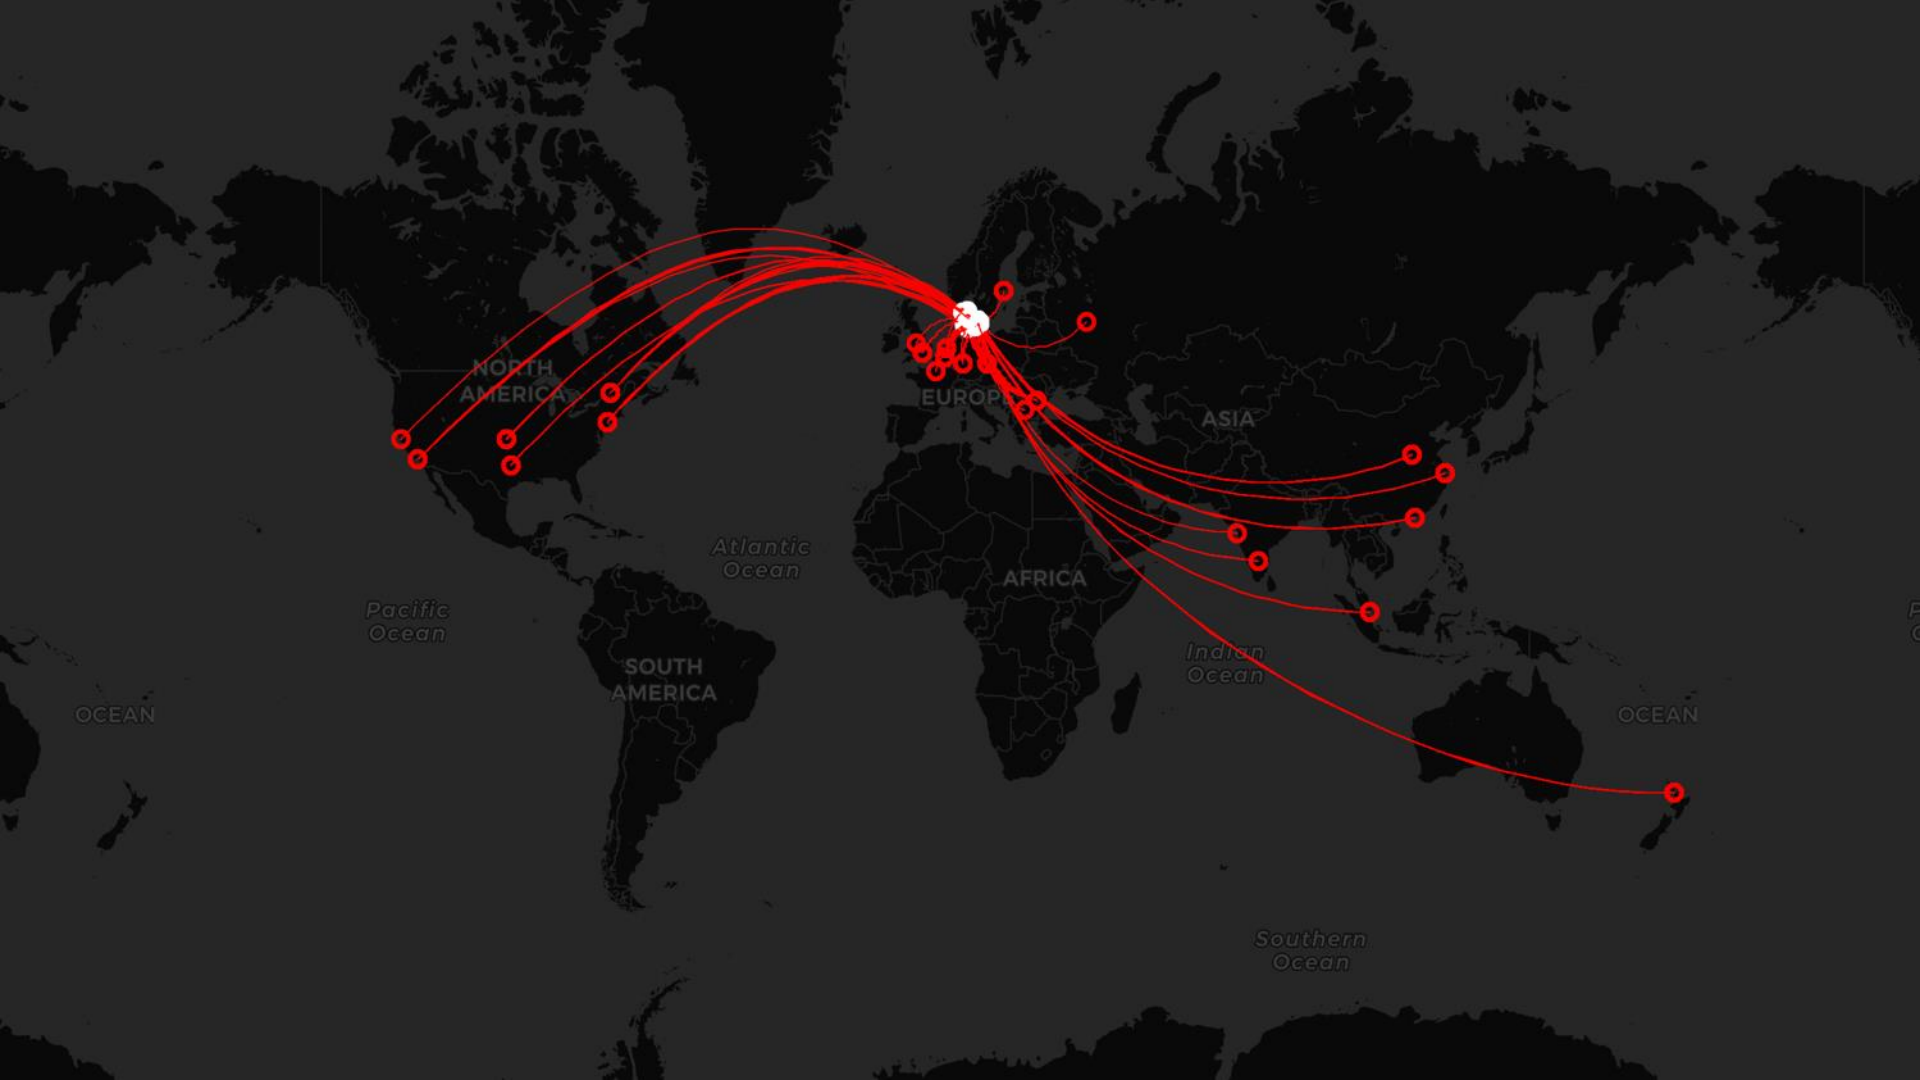 NORTH
AMERICA
EUROPE
ASIA
Atlantic
Ocean
AFRICA
Pacific
Ocean
Indian
Ocean
SOUTH
AMERICA
OCEAN
OCEAN
Southern
Ocean